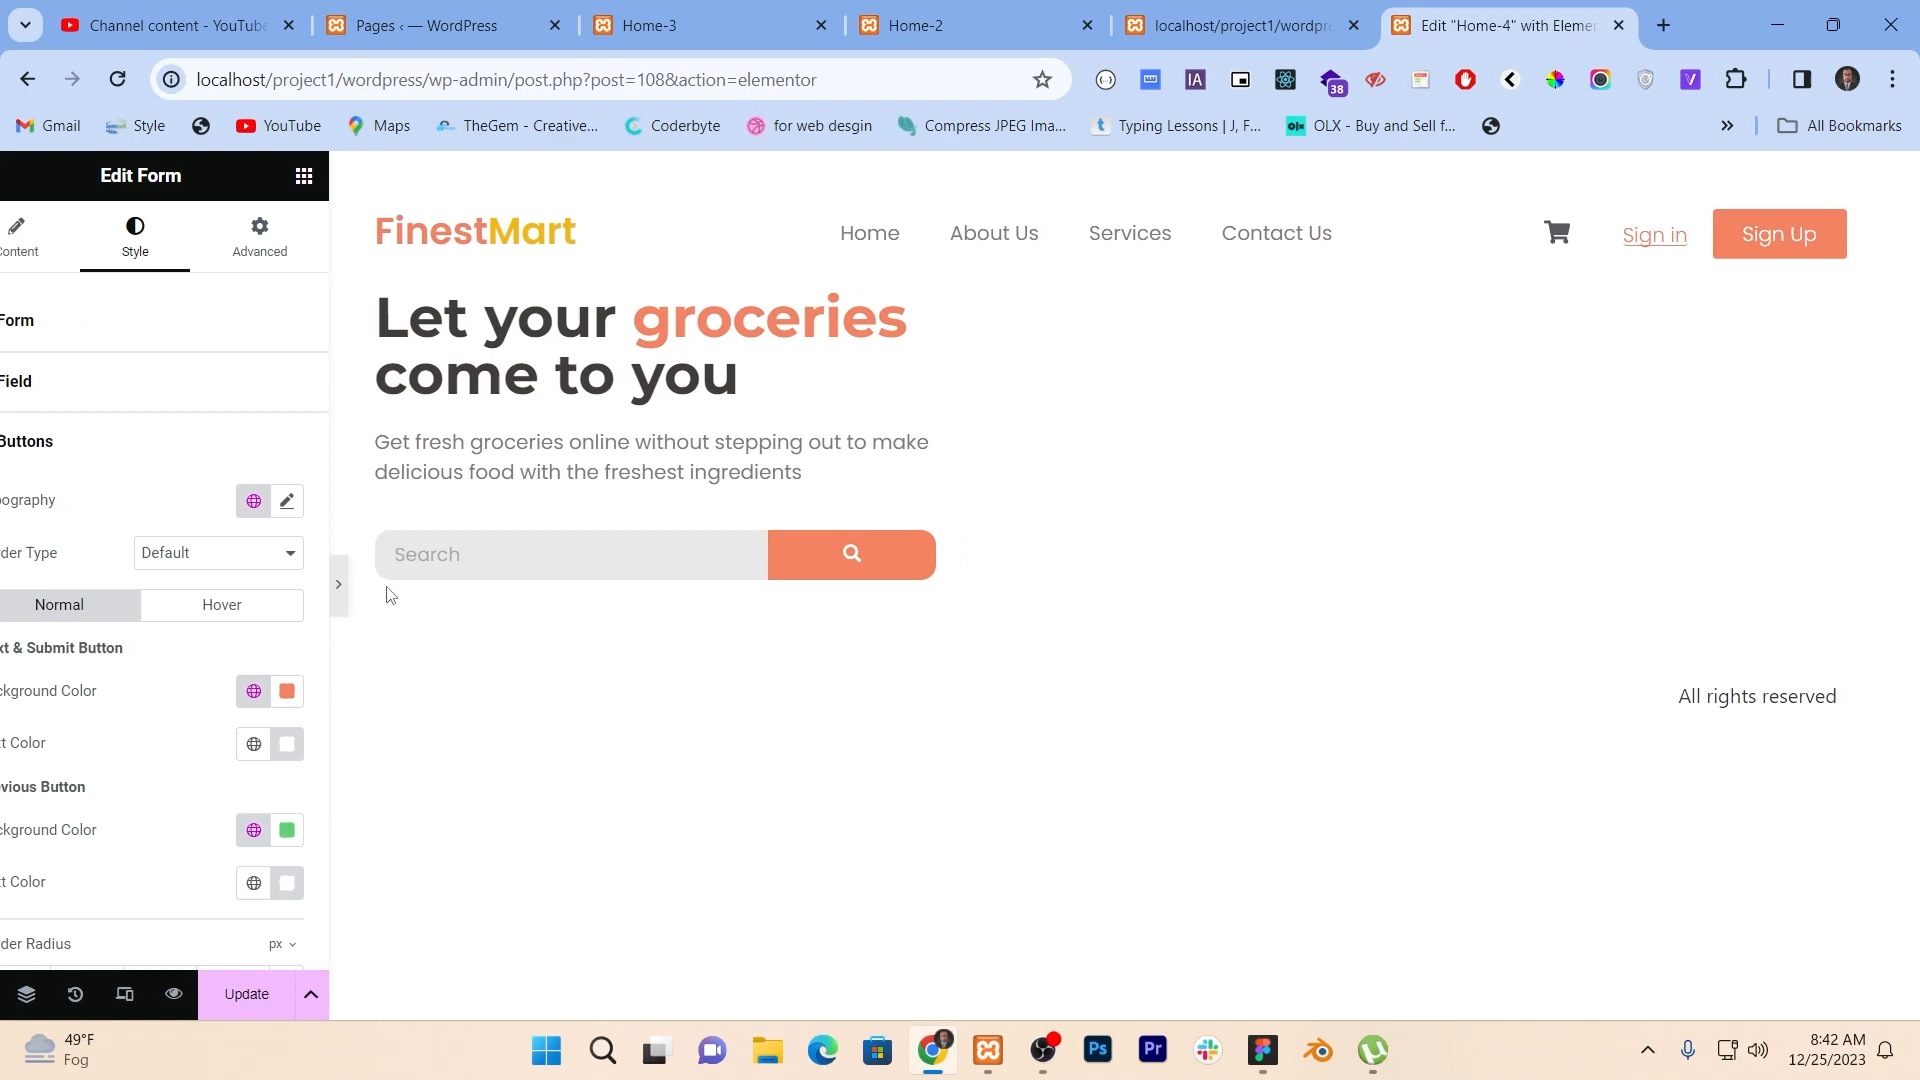 Channel content - YouTube
Pages ‹ — WordPress
Home-3
Home-2
localhost/project1/wordpre
Edit "Home-4" with Elemen
localhost/project1/wordpress/wp-admin/post.php?post=108&action=elementor
IA
38
V
Gmail
Style
YouTube
Maps
TheGem - Creative...
Coderbyte
for web desgin
Compress JPEG Ima...
t
Typing Lessons | J, F...
OLX - Buy and Sell f...
All Bookmarks
Edit Form
Content
Style
Advanced
Form
Field
Buttons
pography
der Type
Default
Normal
Hover
xt & Submit Button
ckground Color
t Color
vious Button
ckground Color
t Color
der Radius
px
Update
FinestMart
Home
About Us
Services
Contact Us
Sign in
Sign Up
Let your groceries
come to you
Get fresh groceries online without stepping out to make
delicious food with the freshest ingredients
Search
All rights reserved
49°F
Fog
Ps
Pr
8:42 AM
12/25/2023